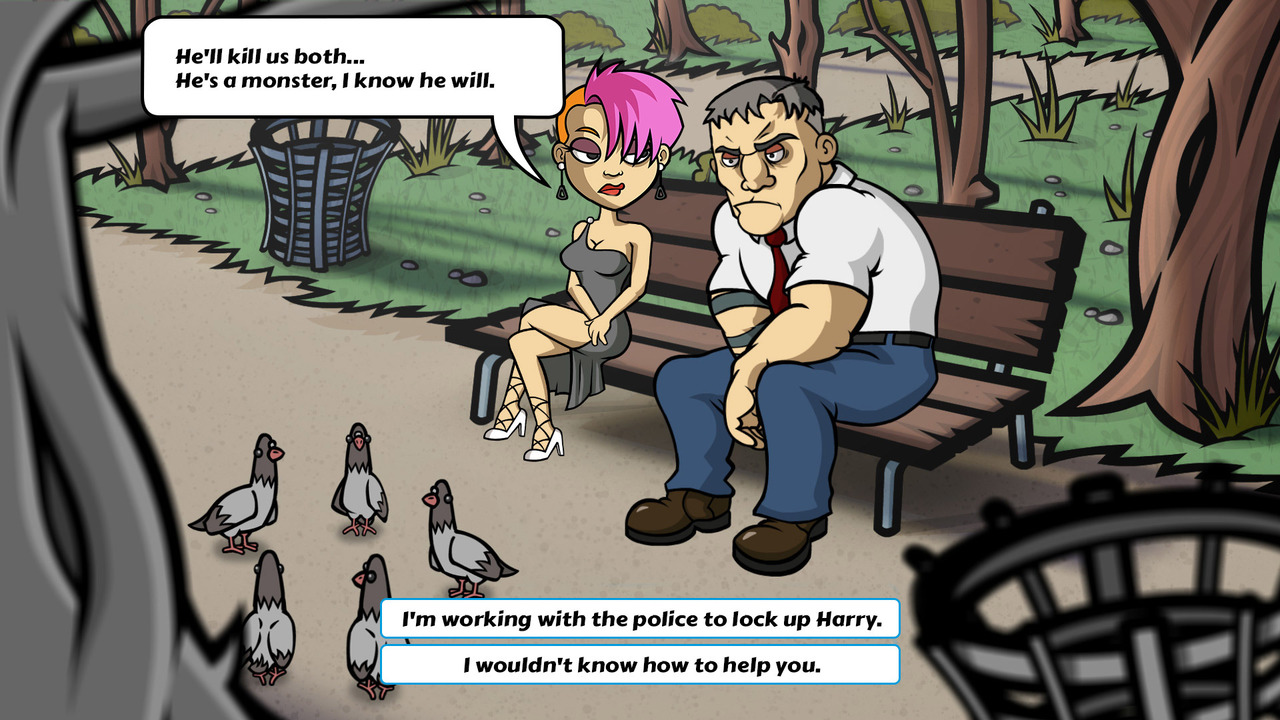 He'll kill us both...
He's a monster, I know he will.
I'm working with the police to lock up Harry.
I wouldn't know how to help you.